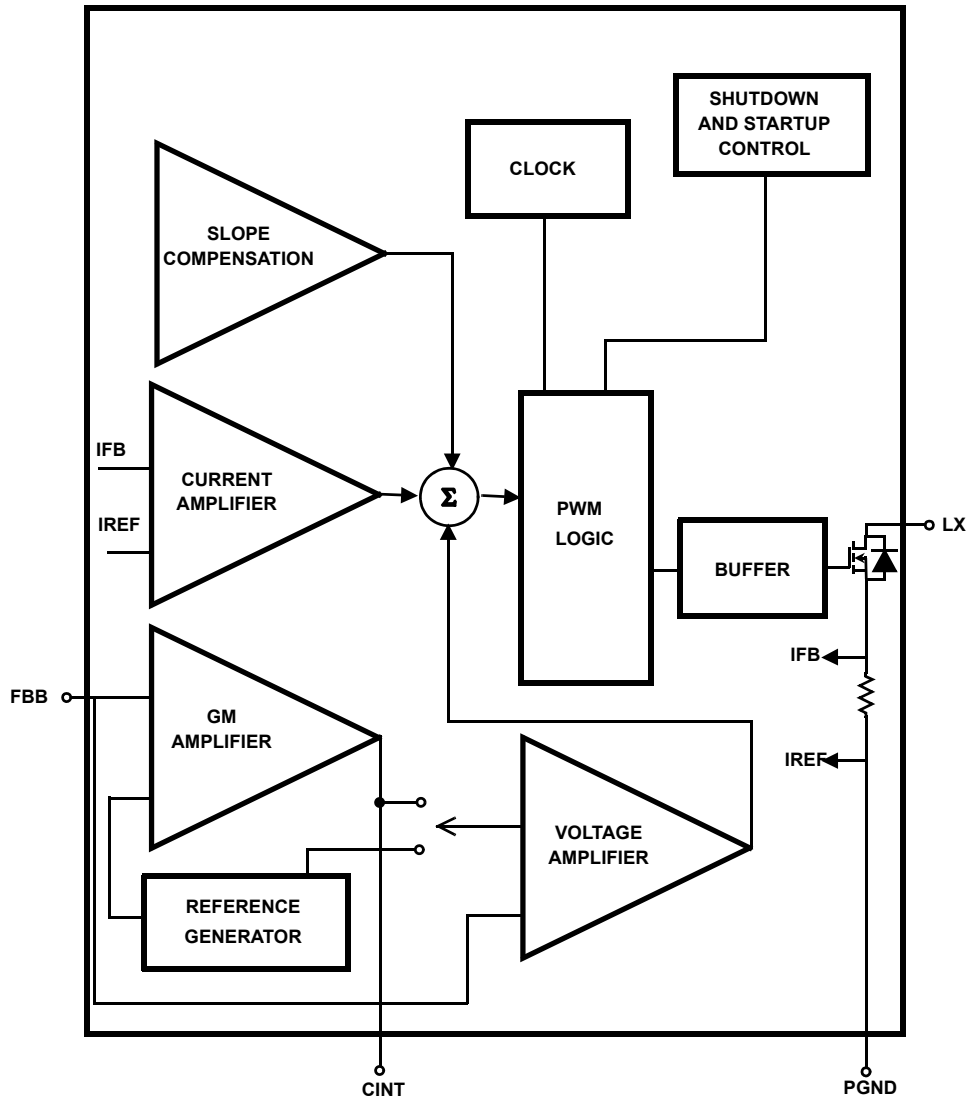 SHUTDOWN
AND STARTUP
CONTROL
CLOCK
SLOPE
COMPENSATION
IFB
CURRENT
AMPLIFIER
IREF
Σ
PWM
LOGIC
LX
BUFFER
IFB
FBB
GM
AMPLIFIER
IREF
VOLTAGE
AMPLIFIER
REFERENCE
GENERATOR
CINT
PGND